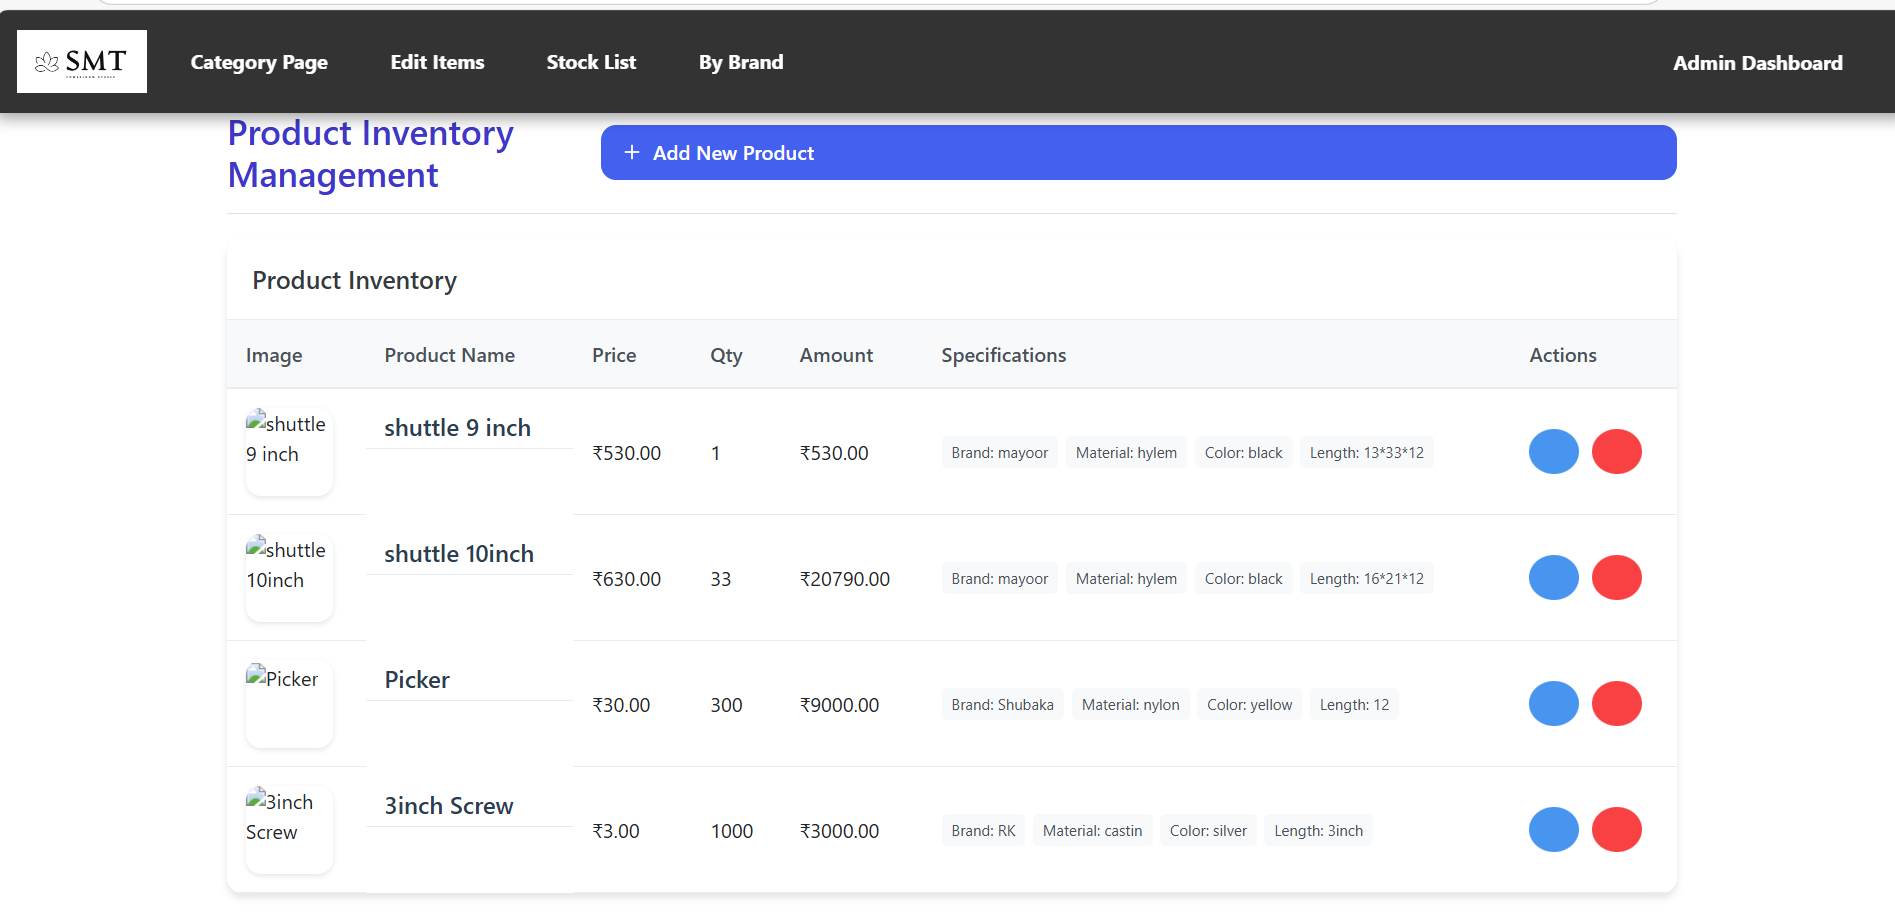 SMT
Category Page
Edit Items
Stock List
By Brand
Admin Dashboard
Product Inventory
Management
+ Add New Product
Product Inventory
Image Product Name Price Qty Amount Specifications Actions
shuttle
9 inch
shuttle 9 inch
₹530.00 1 ₹530.00 Brand: mayoor Material: hylem Color: black Length: 13*33*12
shuttle
10inch
shuttle 10inch
₹630.00 33 ₹20790.00 Brand: mayoor Material: hylem Color: black Length: 16*21*12
Picker
Picker
₹30.00 300 ₹9000.00 Brand: Shubaka Material: nylon Color: yellow Length: 12
3inch
Screw
3inch Screw
₹3.00 1000 ₹3000.00 Brand: RK Material: castin Color: silver Length: 3inch